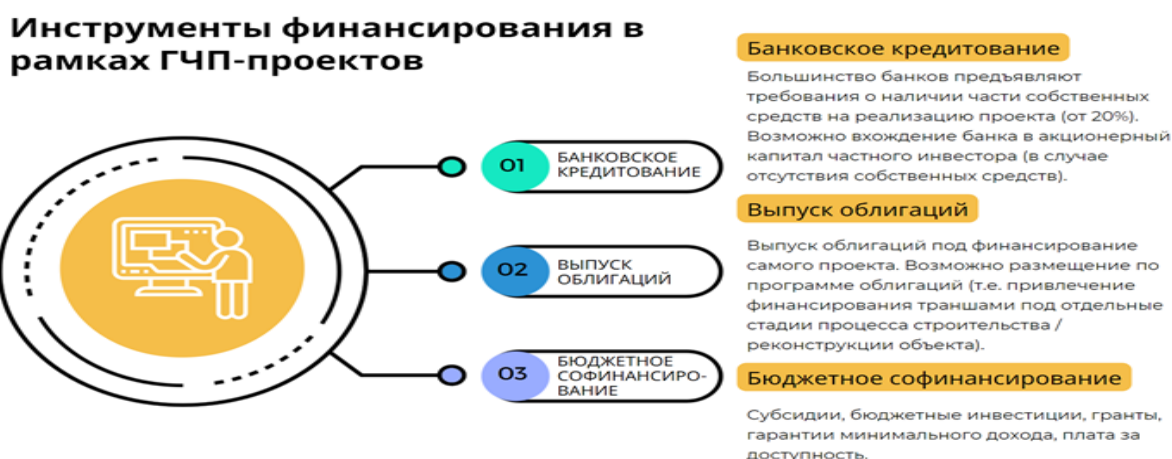 Инструменты финансирования в
рамках ГЧП-проектов
01
БАНКОВСКОЕ
КРЕДИТОВАНИЕ
02
ВЫПУСК
ОБЛИГАЦИЙ
03
БЮДЖЕТНОЕ
СОФИНАНСИРО-
ВАНИЕ
Банковское кредитование
Большинство банков предъявляют
требования о наличии части собственных
средств на реализацию проекта (от 20%).
Возможно вхождение банка в акционерный
капитал частного инвестора (в случае
отсутствия собственных средств).
Выпуск облигаций
Выпуск облигаций под финансирование
самого проекта. Возможно размещение по
программе облигаций (т.е. привлечение
финансирования траншами под отдельные
стадии процесса строительства /
реконструкции объекта).
Бюджетное софинансирование
Субсидии, бюджетные инвестиции, гранты,
гарантии минимального дохода, плата за
доступность.